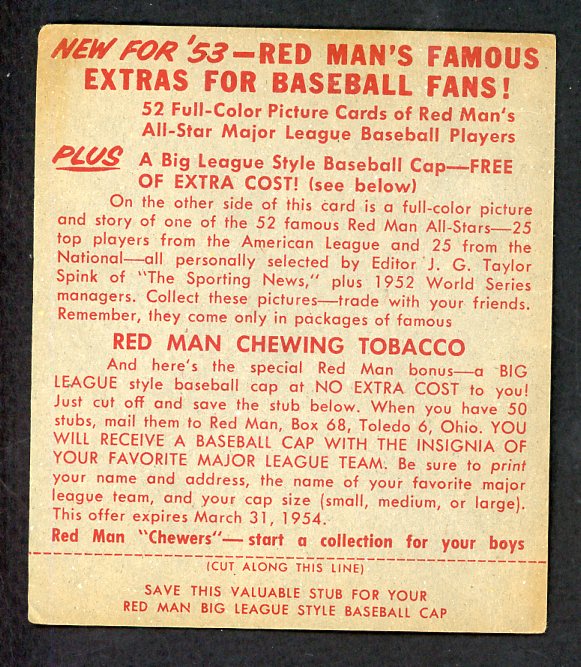 NEW FOR '53—RED MAN'S FAMOUS
EXTRAS FOR BASEBALL FANS!
52 Full-Color Picture Cards of Red Man's
All-Star Major League Baseball Players
PLUS A Big League Style Baseball Cap—FREE
OF EXTRA COST! (see below)
On the other side of this card is a full-color picture
and story of one of the 52 famous Red Man All-Stars—25
top players from the American League and 25 from the
National—all personally selected by Editor J. G. Taylor
Spink of "The Sporting News," plus 1952 World Series
managers. Collect these pictures—trade with your friends.
Remember, they come only in packages of famous
RED MAN CHEWING TOBACCO
And here's the special Red Man bonus—a BIG
LEAGUE style baseball cap at NO EXTRA COST to you!
Just cut off and save the stub below. When you have 50
stubs, mail them to Red Man, Box 68, Toledo 6, Ohio. YOU
WILL RECEIVE A BASEBALL CAP WITH THE INSIGNIA OF
YOUR FAVORITE MAJOR LEAGUE TEAM. Be sure to print
your name and address, the name of your favorite major
league team, and your cap size (small, medium, or large).
This offer expires March 31, 1954.
Red Man "Chewers"—start a collection for your boys
(CUT ALONG THIS LINE)
SAVE THIS VALUABLE STUB FOR YOUR
RED MAN BIG LEAGUE STYLE BASEBALL CAP